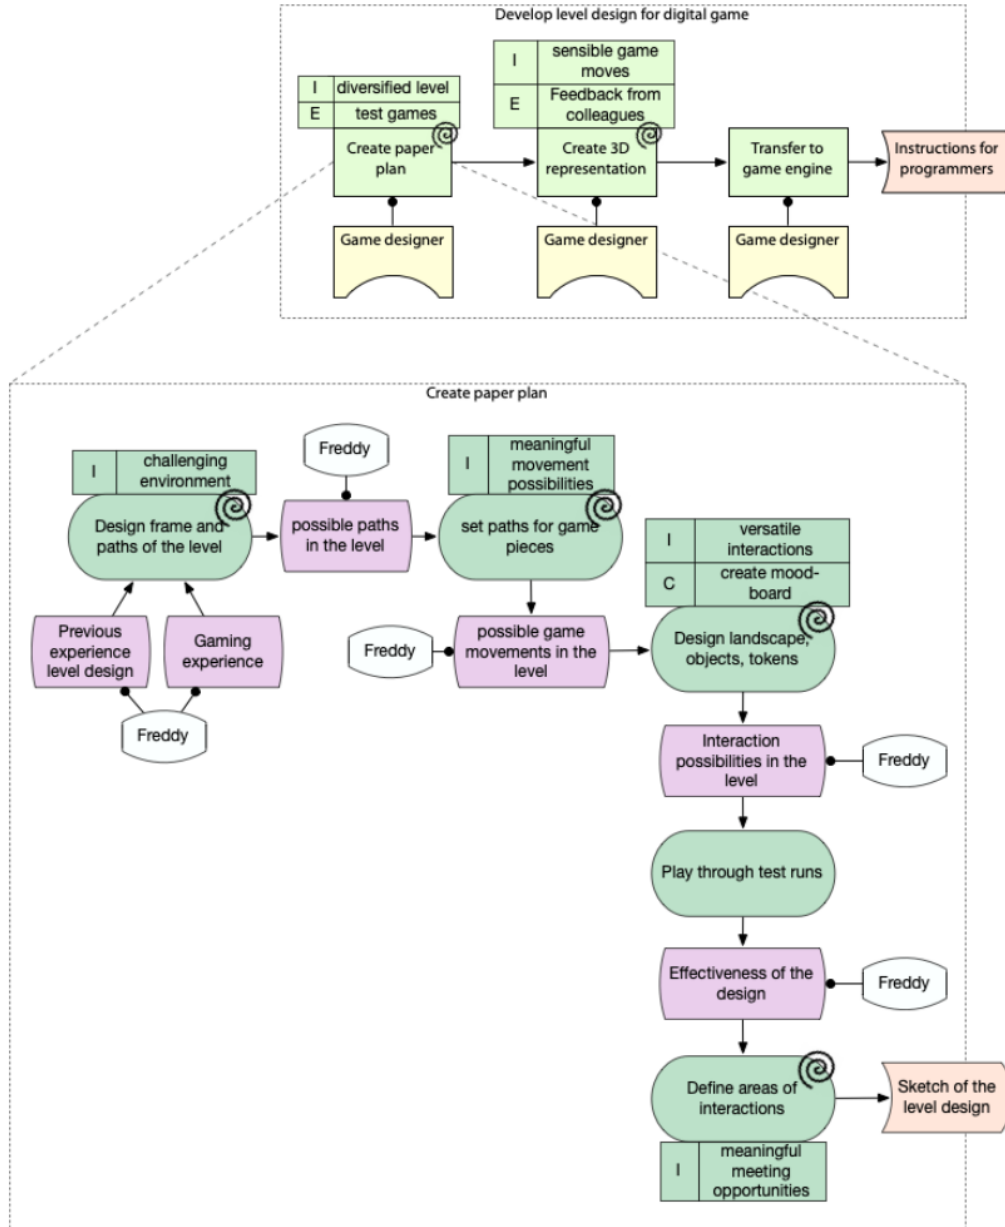 Develop level design for digital game
I
diversified level
E
test games
Create paper
plan
I
sensible game
moves
E
Feedback from
colleagues
Create 3D
representation
Transfer to
game engine
Instructions for
programmers
Game designer
Game designer
Game designer
Create paper plan
I
challenging
environment
Design frame and
paths of the level
Freddy
possible paths
in the level
I
meaningful
movement
possibilities
set paths for game
pieces
Previous
experience
level design
Gaming
experience
Freddy
Freddy
possible game
movements in the
level
I
versatile
interactions
C
create mood-
board
Design landscape,
objects, tokens
Interaction
possibilities in the
level
Freddy
Play through test runs
Effectiveness of the
design
Freddy
Define areas of
interactions
I
meaningful
meeting
opportunities
Sketch of the
level design